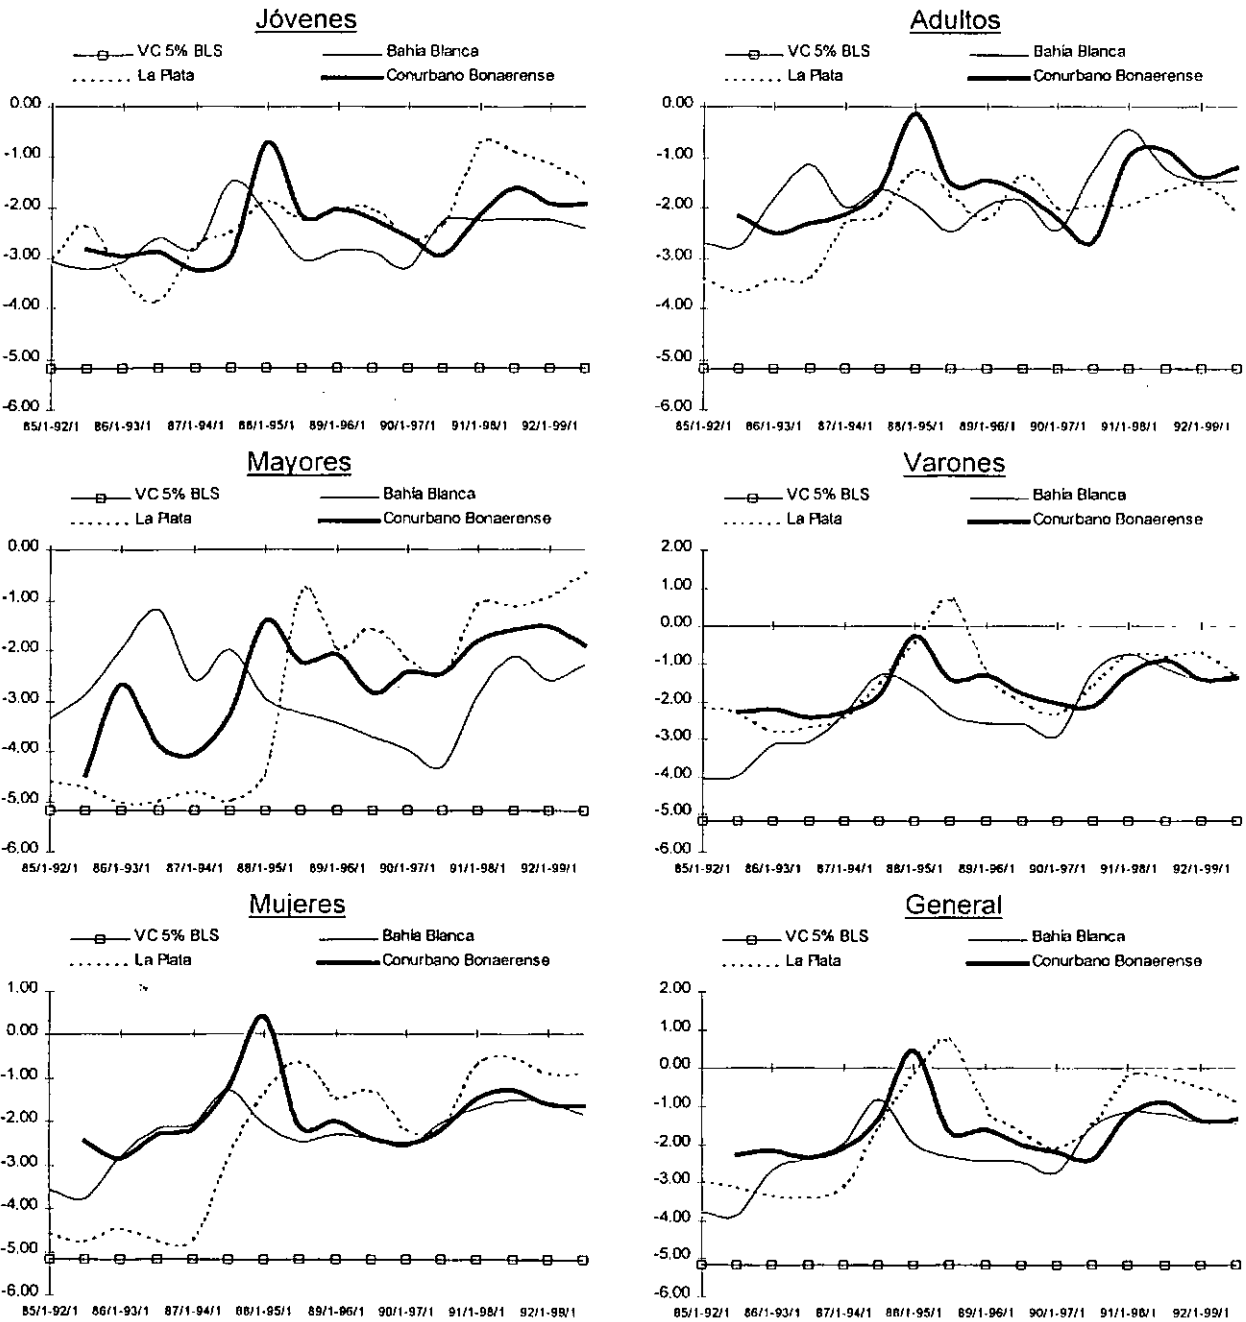 Jóvenes
VC 5% BLS
Bahía Blanca
La Plata
Conurbano Bonaerense
0.00
-1.00
-2.00
-3.00
-4.00
-5.00
-6.00
85/1-92/1 86/1-93/1 87/1-94/1 88/1-95/1 89/1-96/1 90/1-97/1 91/1-98/1 92/1-99/1
Adultos
VC 5% BLS
Bahía Blanca
La Plata
Conurbano Bonaerense
0.00
-1.00
-2.00
-3.00
-4.00
-5.00
-6.00
85/1-92/1 86/1-93/1 87/1-94/1 88/1-95/1 89/1-96/1 90/1-97/1 91/1-98/1 92/1-99/1
Mayores
VC 5% BLS
Bahía Blanca
La Plata
Conurbano Bonaerense
0.00
-1.00
-2.00
-3.00
-4.00
-5.00
-6.00
85/1-92/1 86/1-93/1 87/1-94/1 88/1-95/1 89/1-96/1 90/1-97/1 91/1-98/1 92/1-99/1
Varones
VC 5% BLS
Bahía Blanca
La Plata
Conurbano Bonaerense
2.00
1.00
0.00
-1.00
-2.00
-3.00
-4.00
-5.00
-6.00
85/1-92/1 86/1-93/1 87/1-94/1 88/1-95/1 89/1-96/1 90/1-97/1 91/1-98/1 92/1-99/1
Mujeres
VC 5% BLS
Bahía Blanca
La Plata
Conurbano Bonaerense
1.00
0.00
-1.00
-2.00
-3.00
-4.00
-5.00
-6.00
85/1-92/1 86/1-93/1 87/1-94/1 88/1-95/1 89/1-96/1 90/1-97/1 91/1-98/1 92/1-99/1
General
VC 5% BLS
Bahía Blanca
La Plata
Conurbano Bonaerense
2.00
1.00
0.00
-1.00
-2.00
-3.00
-4.00
-5.00
-6.00
85/1-92/1 86/1-93/1 87/1-94/1 88/1-95/1 89/1-96/1 90/1-97/1 91/1-98/1 92/1-99/1